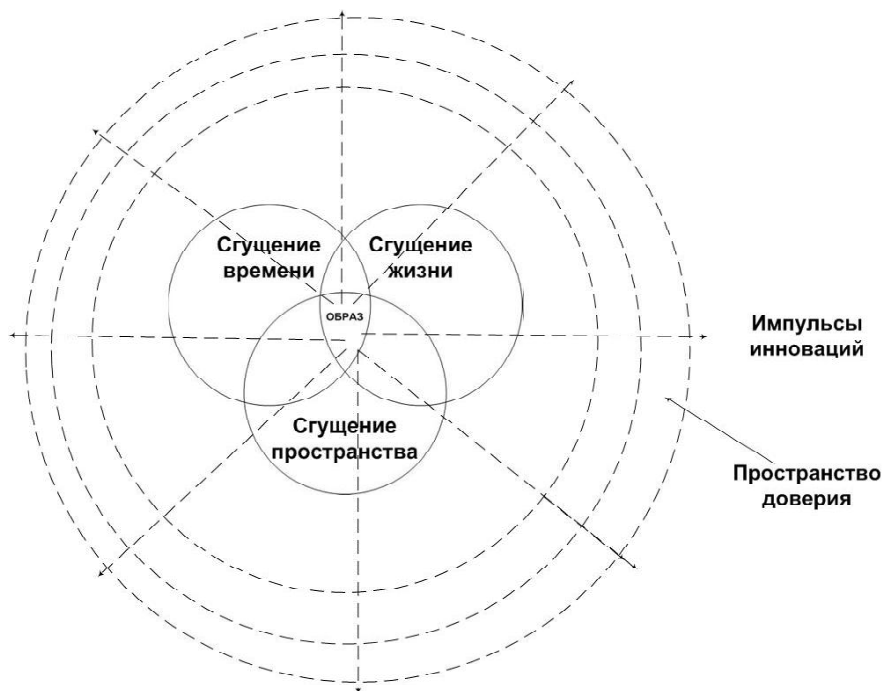 Сгущение
времени
Сгущение
жизни
ОБРАЗ
Импульсы
инноваций
Сгущение
пространства
Пространство
доверия